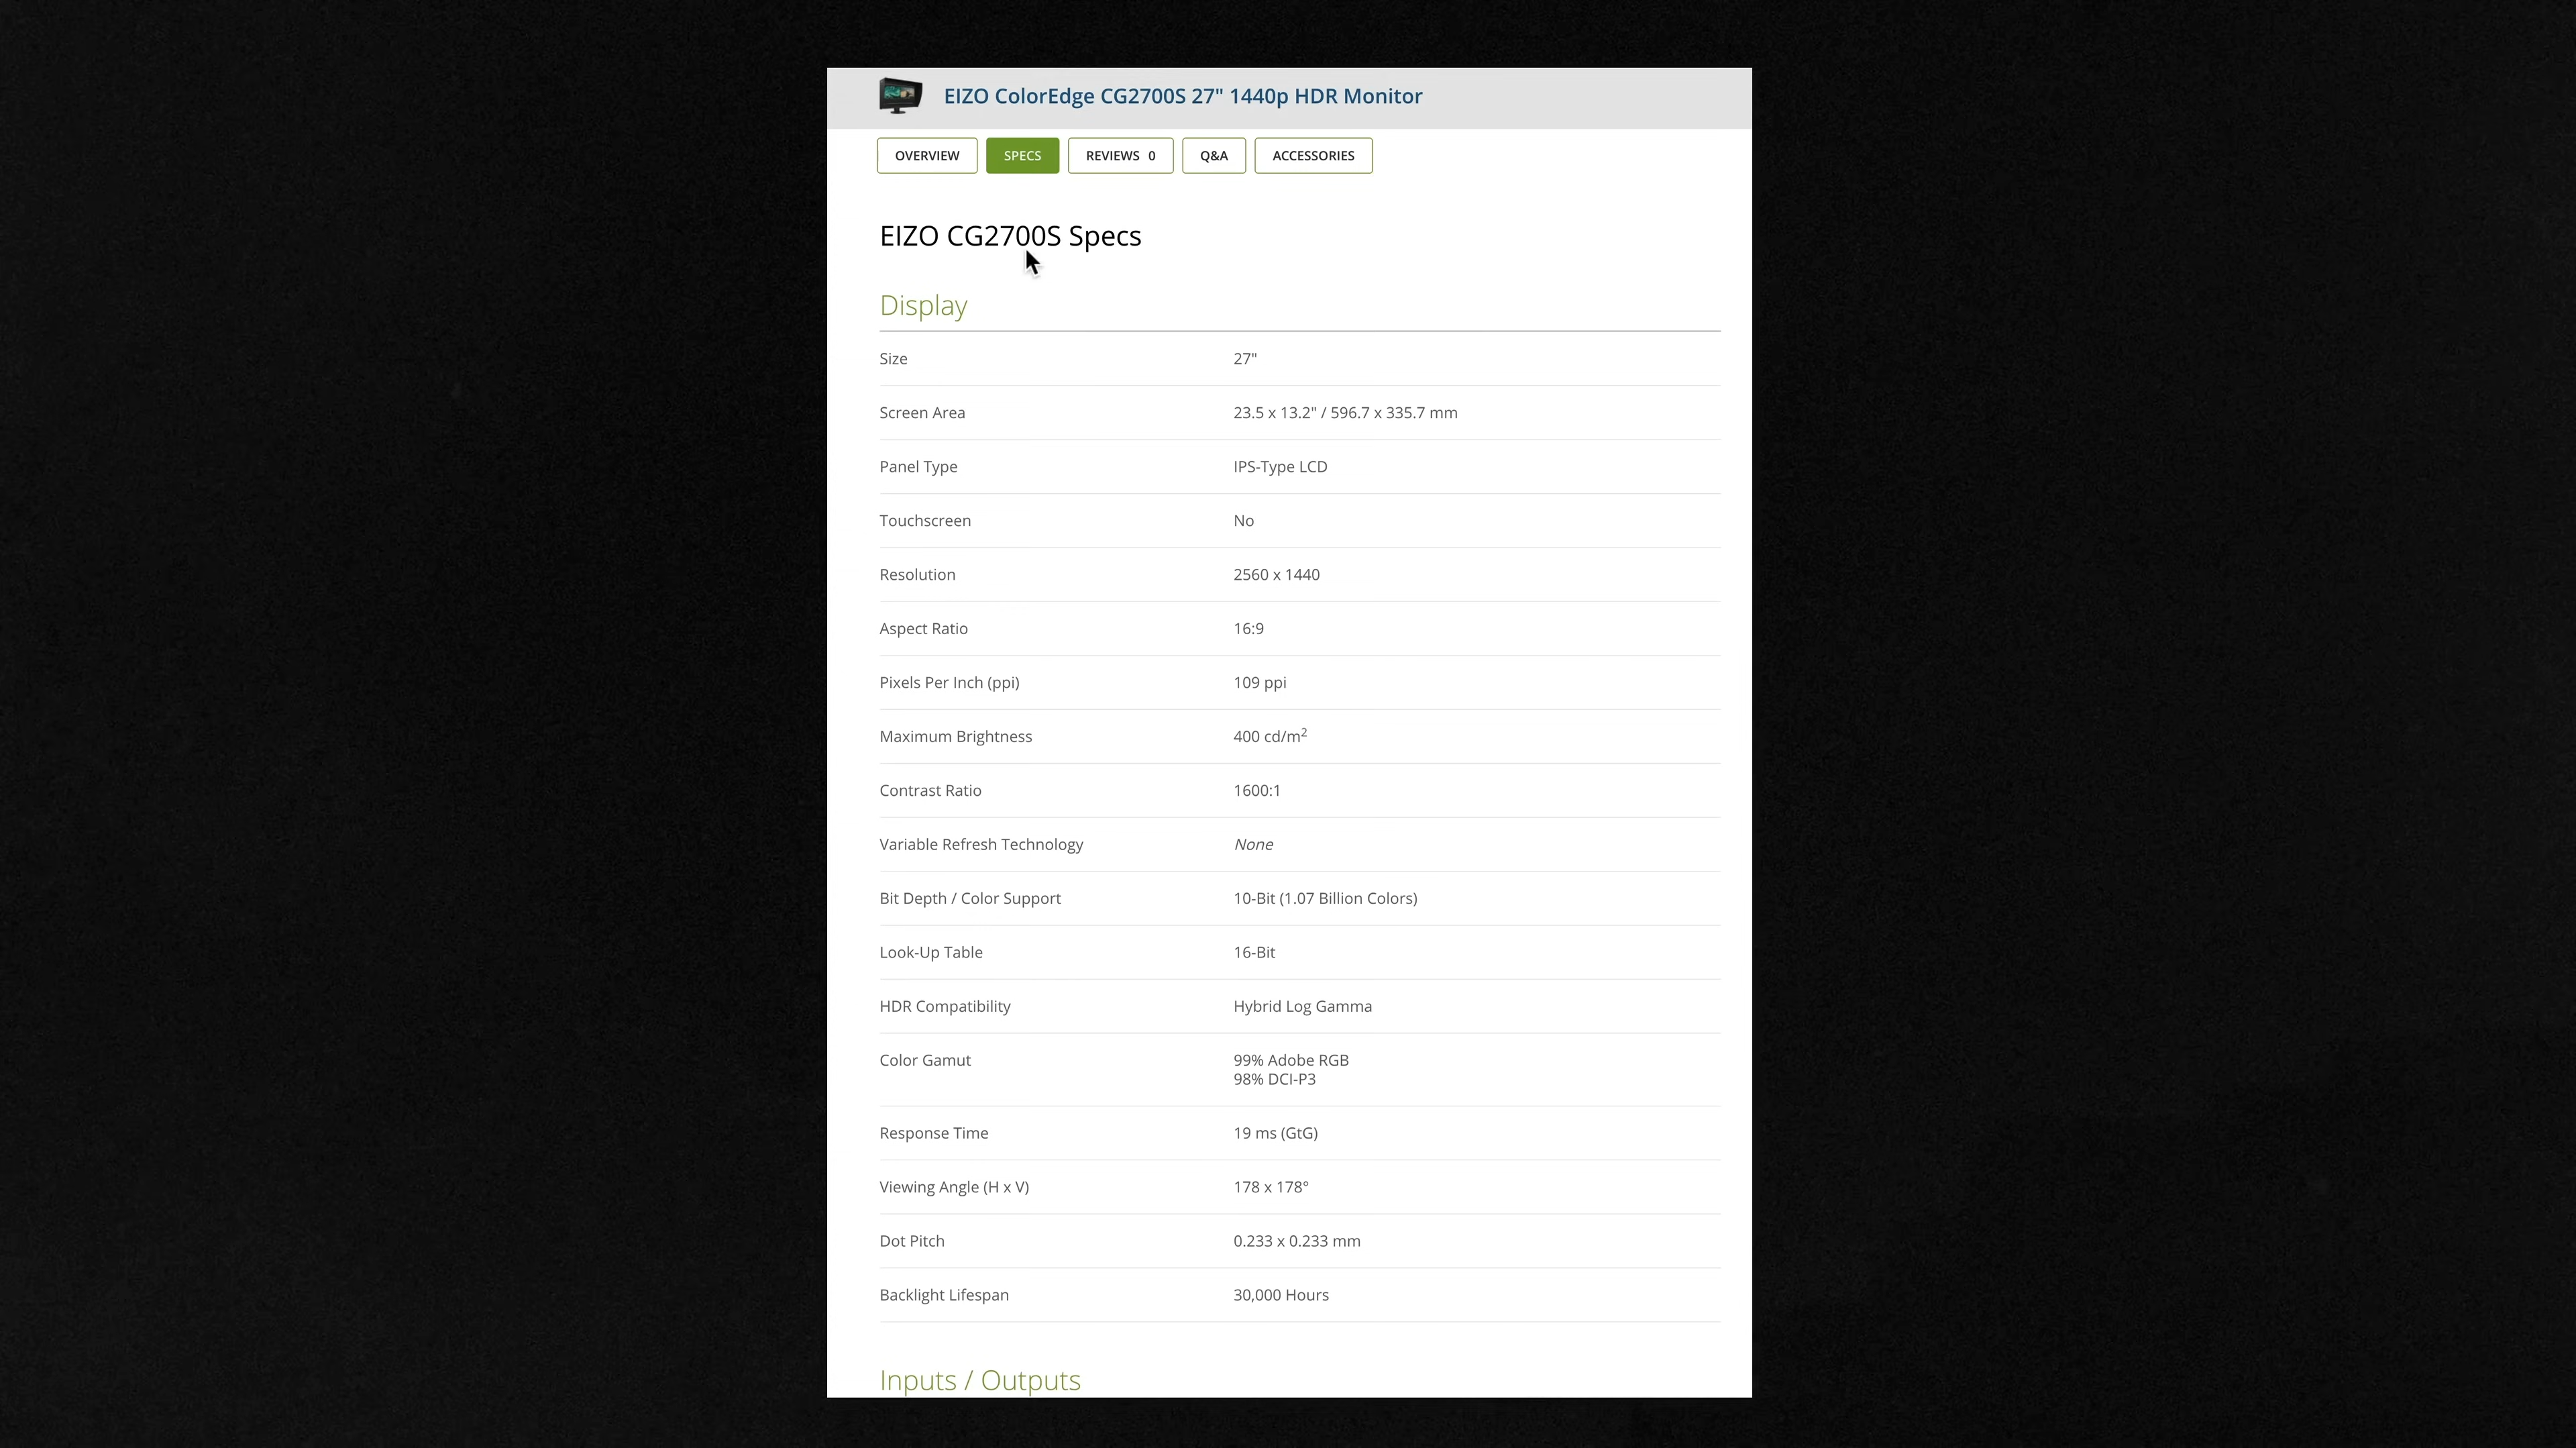 EIZO ColorEdge CG2700S 27" 1440p HDR Monitor
OVERVIEW SPECS REVIEWS 0 Q&A ACCESSORIES
EIZO CG2700S Specs
Display
Size 27"
Screen Area 23.5 x 13.2" / 596.7 x 335.7 mm
Panel Type IPS-Type LCD
Touchscreen No
Resolution 2560 x 1440
Aspect Ratio 16:9
Pixels Per Inch (ppi) 109 ppi
Maximum Brightness 400 cd/m²
Contrast Ratio 1600:1
Variable Refresh Technology None
Bit Depth / Color Support 10-Bit (1.07 Billion Colors)
Look-Up Table 16-Bit
HDR Compatibility Hybrid Log Gamma
Color Gamut 99% Adobe RGB
98% DCI-P3
Response Time 19 ms (GtG)
Viewing Angle (H x V) 178 x 178°
Dot Pitch 0.233 x 0.233 mm
Backlight Lifespan 30,000 Hours
Inputs / Outputs